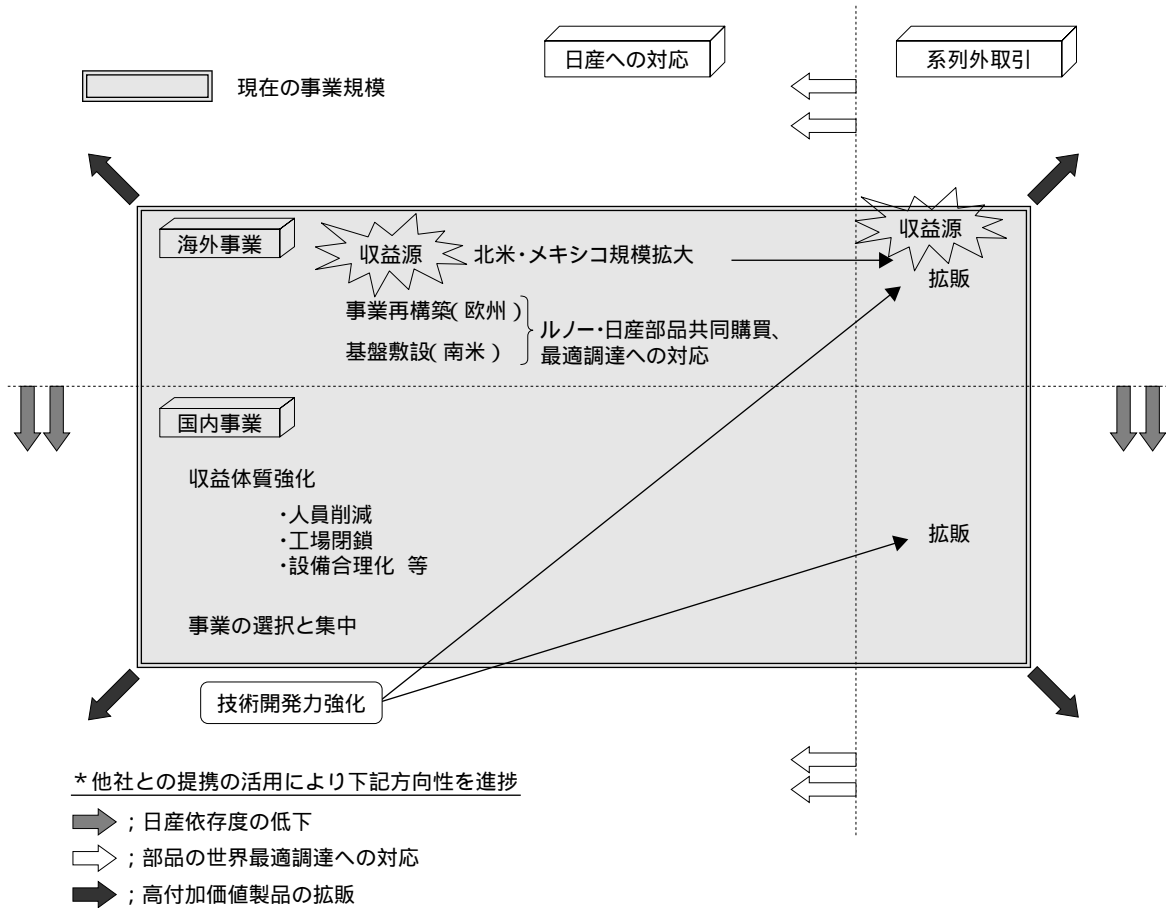 日産への対応
系列外取引
現在の事業規模
海外事業
収益源
北米・メキシコ規模拡大
収益源
拡販
事業再構築(欧州)
基盤敷設(南米)
ルノー・日産部品共同購買、
最適調達への対応
国内事業
収益体質強化
・人員削減
・工場閉鎖
・設備合理化 等
拡販
事業の選択と集中
技術開発力強化
*他社との提携の活用により下記方向性を進捗
;日産依存度の低下
;部品の世界最適調達への対応
;高付加価値製品の拡販